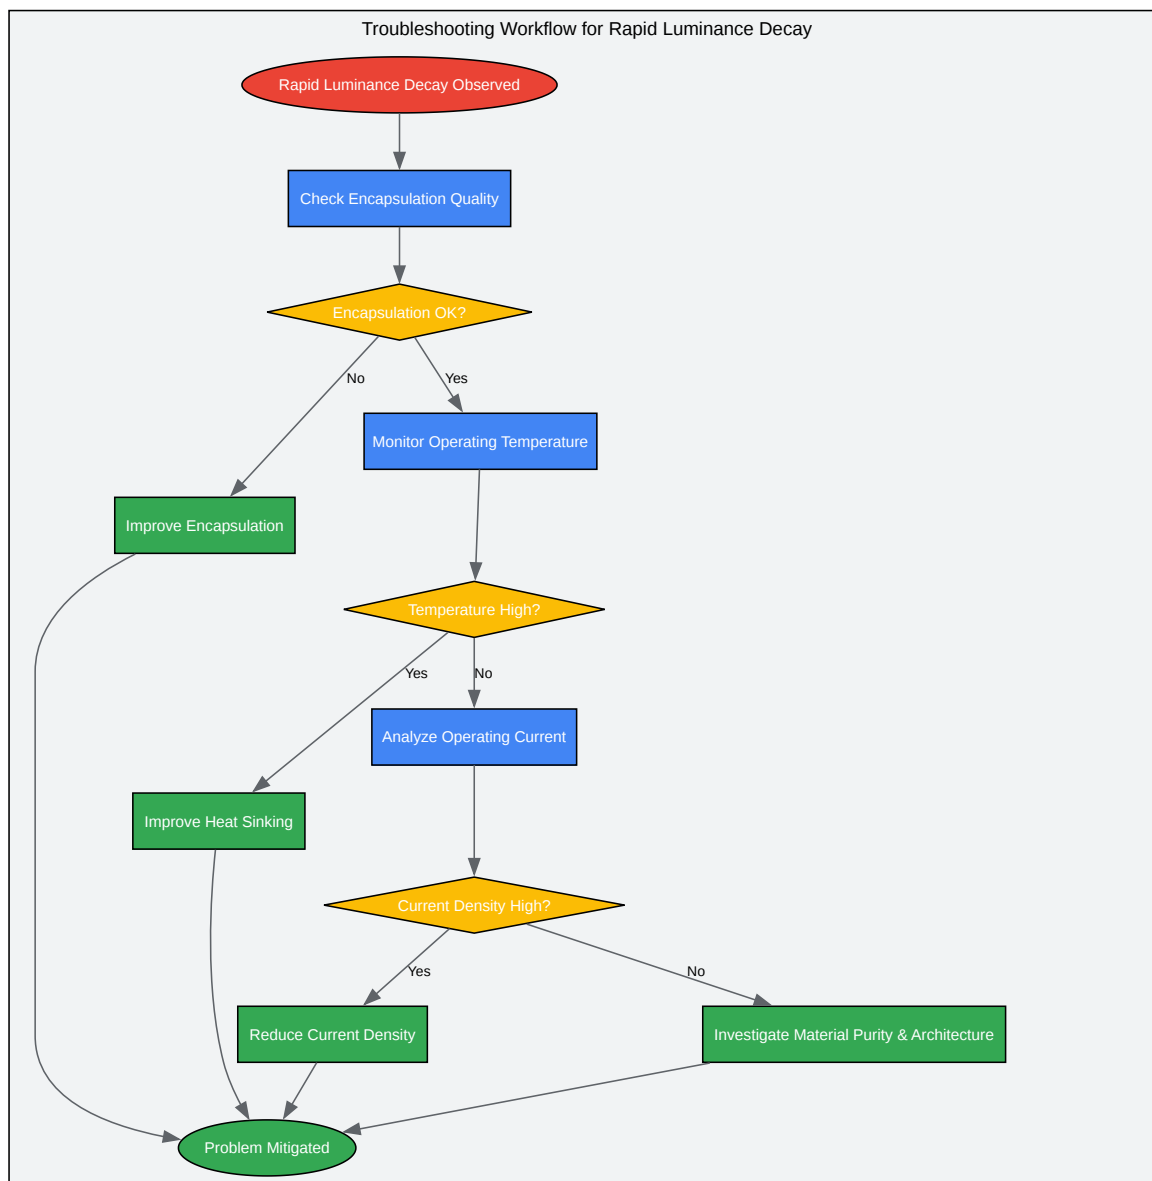 Troubleshooting Workflow for Rapid Luminance Decay
Rapid Luminance Decay Observed
Check Encapsulation Quality
Encapsulation OK?
No
Yes
Monitor Operating Temperature
Improve Encapsulation
Temperature High?
Yes
No
Analyze Operating Current
Improve Heat Sinking
Current Density High?
Yes
No
Reduce Current Density
Investigate Material Purity & Architecture
Problem Mitigated